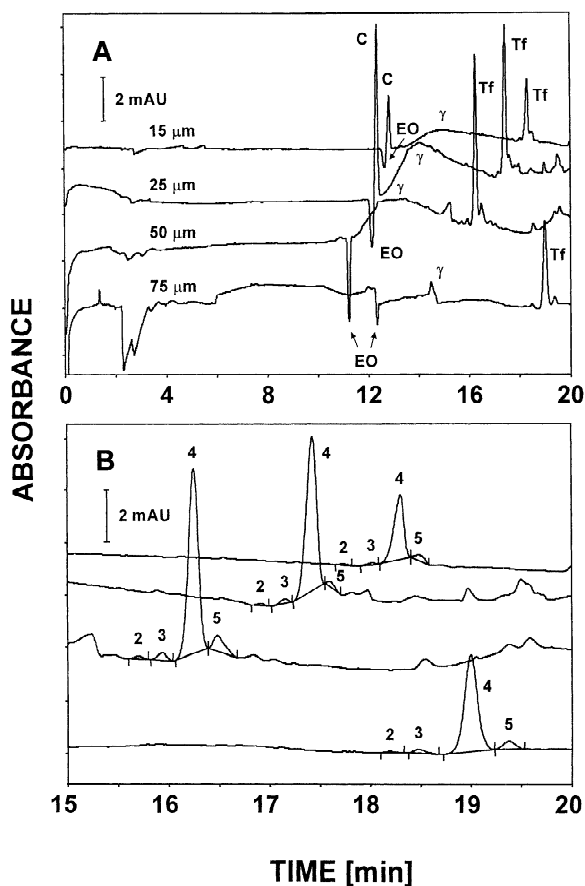 A
2 mAU
C
C
Tf
Tf
Tf
15 µm
EO
γ
γ
25 µm
γ
50 µm
EO
75 µm
γ
Tf
EO
0 4 8 12 16 20
ABSORBANCE
B
2 mAU
4
4
4
2 3 5
2 3 5
2 3 5
4
2 3 5
15 16 17 18 19 20
TIME [min]